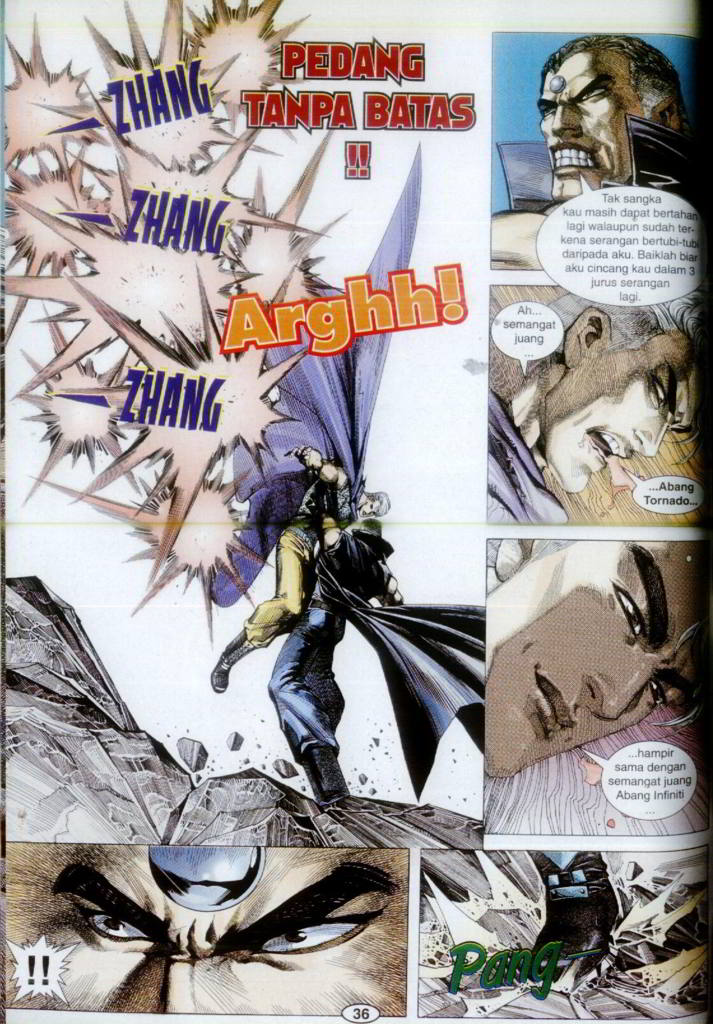 PEDANG
TANPA BATAS
!!
ZHANG
ZHANG
ZHANG
Arghh!
Tak sangka
kau masih dapat bertahan
lagi walaupun sudah ter-
kena serangan bertubi-tubi
daripada aku. Baiklah biar
aku cincang kau dalam 3
jurus serangan
lagi.
Ah...
semangat
juang
...
...Abang
Tornado...
...hampir
sama dengan
semangat juang
Abang Infiniti
...
!!
Pang
36